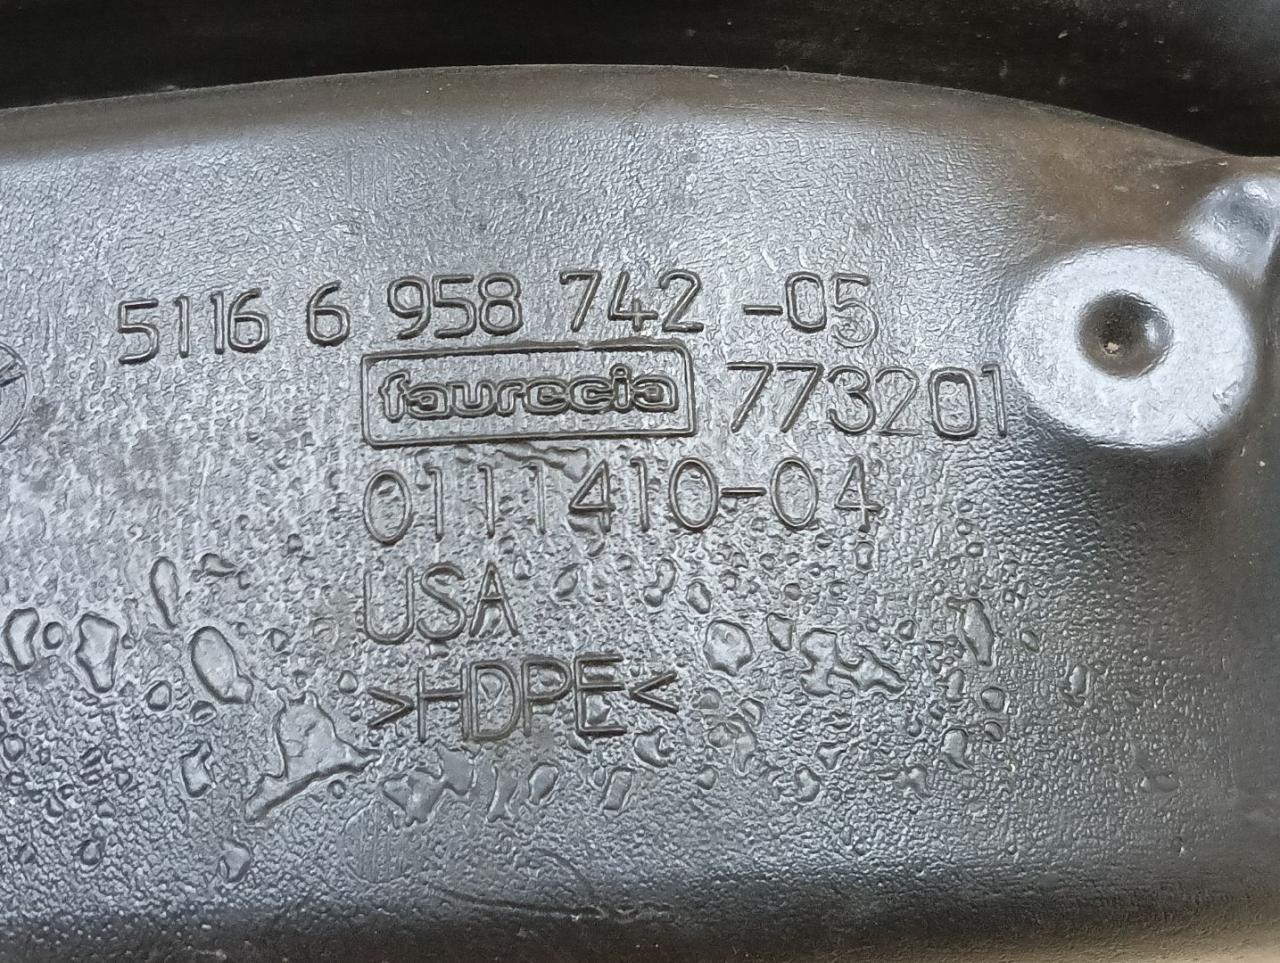 5116 6 958 742 -05
faurecia 773201
0111410-04
USA
>HDPE<